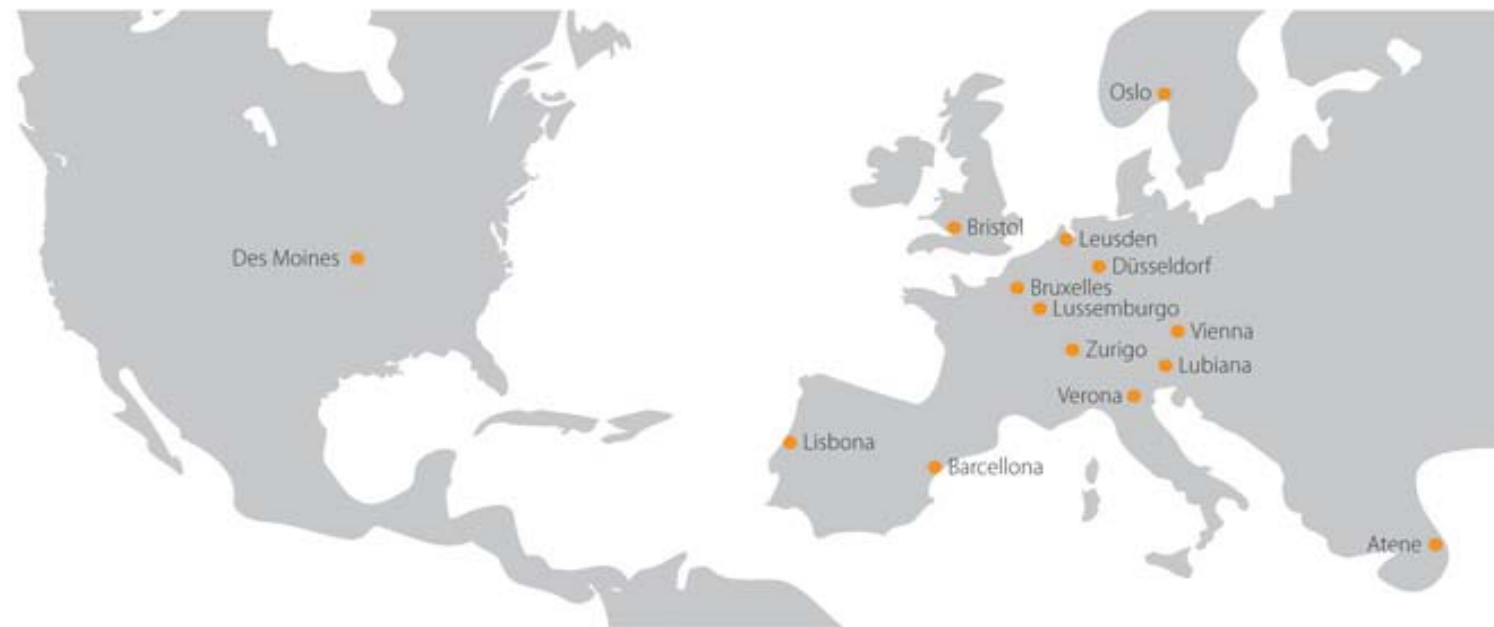 Oslo
Bristol
Leusden
Des Moines
Düsseldorf
Bruxelles
Lussemburgo
Vienna
Zurigo
Lubiana
Verona
Lisbona
Barcellona
Atene